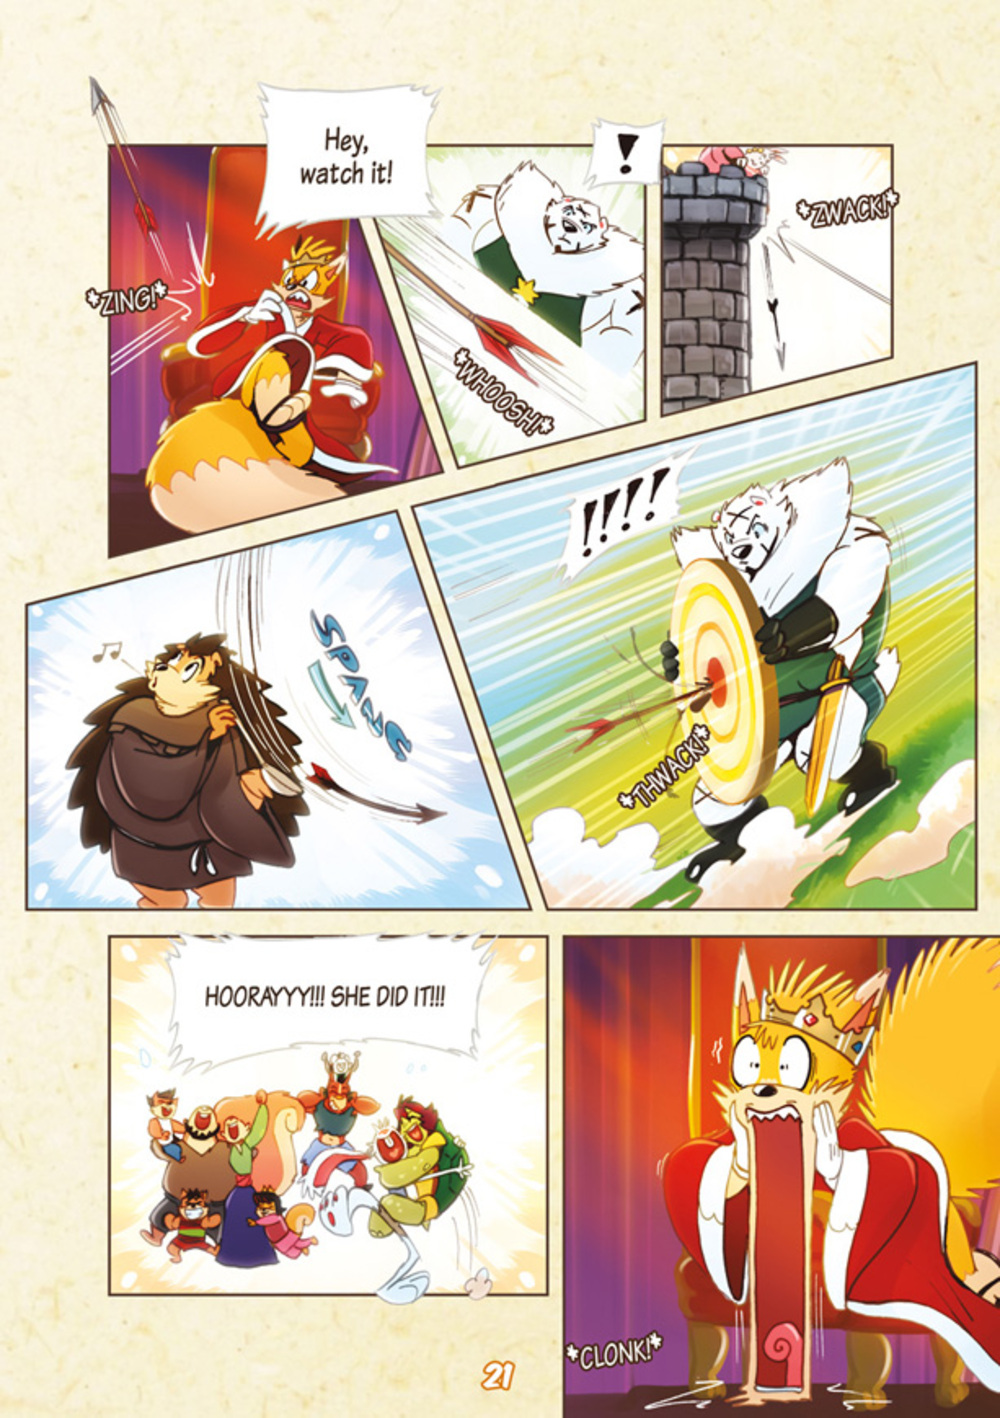 Hey,
watch it!
*ZING!*
!
*WHOOSH!*
*ZWACK!*
SPANG
!!!!
*THWACK!*
HOORAYYY!!! SHE DID IT!!!
*CLONK!*
21